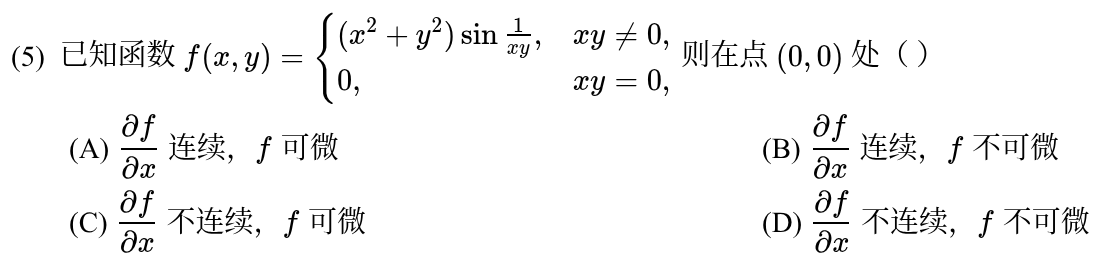 (5) 已知函数 f(x, y) = { (x² + y²) sin 1/xy, xy ≠ 0, 0, xy = 0, 则在点 (0, 0) 处（ ）
(A) ∂f/∂x 连续, f 可微 (B) ∂f/∂x 连续, f 不可微
(C) ∂f/∂x 不连续, f 可微 (D) ∂f/∂x 不连续, f 不可微